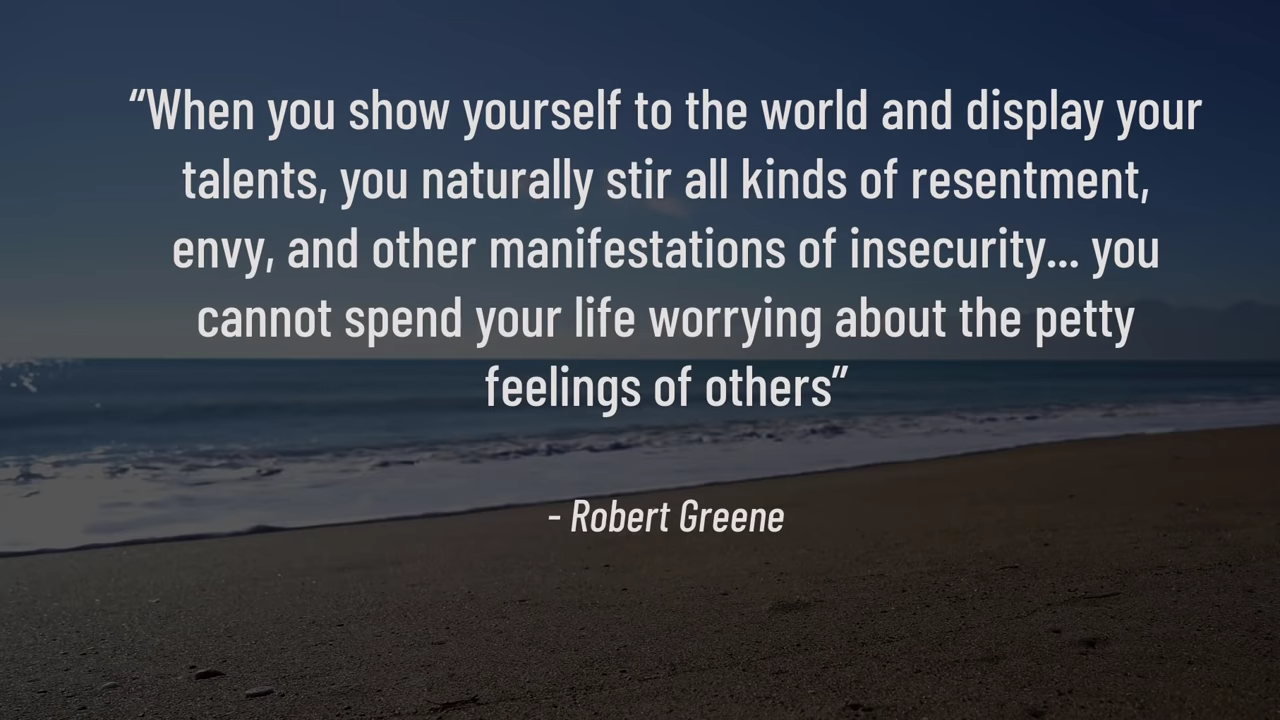 “When you show yourself to the world and display your
talents, you naturally stir all kinds of resentment,
envy, and other manifestations of insecurity... you
cannot spend your life worrying about the petty
feelings of others”
- Robert Greene